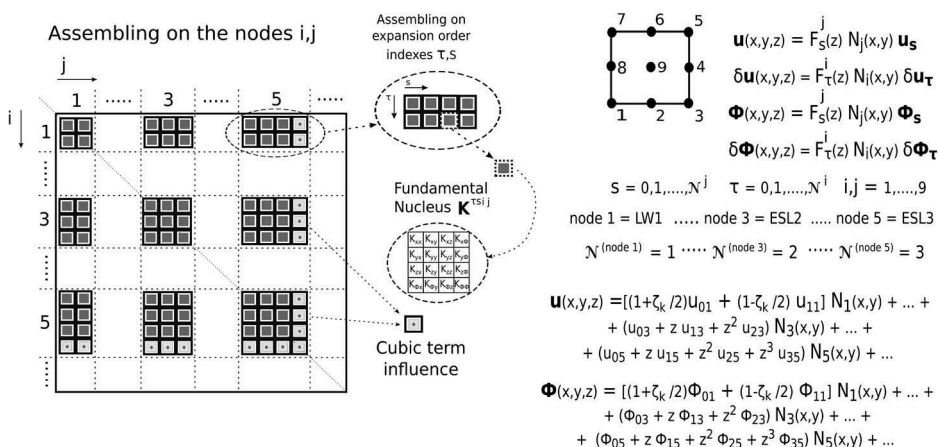 Assembling on the nodes i,j
j
1 ..... 3 ..... 5 .....
i
1
3
5
Assembling on
expansion order
indexes τ,s
s
τ
Fundamental
Nucleus K^τsij
Kxx Kxy Kxz KxΦ
Kyx Kyy Kyz KyΦ
Kzx Kzy Kzz KzΦ
KΦx KΦy KΦz KΦΦ
Cubic term
influence
7 6 5
8 9 4
1 2 3
u(x,y,z) = F_s^j(z) N_j(x,y) u_s
δu(x,y,z) = F_τ^i(z) N_i(x,y) δu_τ
Φ(x,y,z) = F_s^j(z) N_j(x,y) Φ_s
δΦ(x,y,z) = F_τ^i(z) N_i(x,y) δΦ_τ
s = 0,1,....,N^j τ = 0,1,....,N^i i,j = 1,....,9
node 1 = LW1 ..... node 3 = ESL2 ..... node 5 = ESL3
N^(node 1) = 1 ..... N^(node 3) = 2 ..... N^(node 5) = 3
u(x,y,z) =[(1+ζ_k/2)u_01 + (1-ζ_k/2) u_11] N_1(x,y) + ... +
+ (u_03 + z u_13 + z² u_23) N_3(x,y) + ... +
+ (u_05 + z u_15 + z² u_25 + z³ u_35) N_5(x,y) + ...
Φ(x,y,z) = [(1+ζ_k/2)Φ_01 + (1-ζ_k/2) Φ_11] N_1(x,y) + ... +
+ (Φ_03 + z Φ_13 + z² Φ_23) N_3(x,y) + ... +
+ (Φ_05 + z Φ_15 + z² Φ_25 + z³ Φ_35) N_5(x,y) + ...